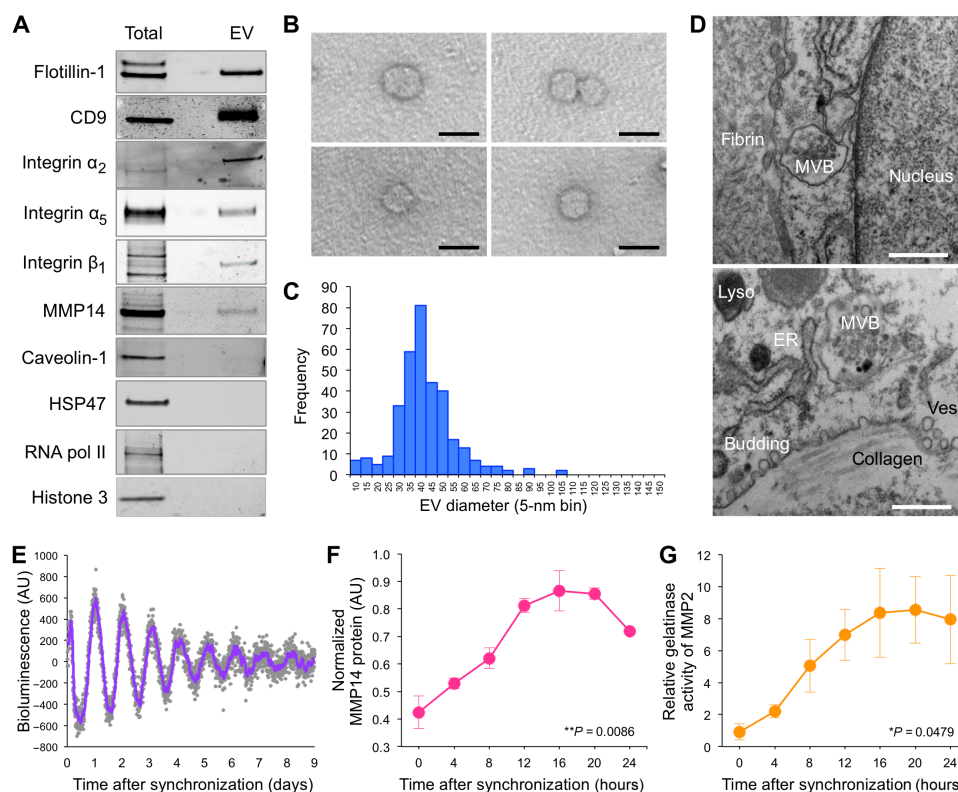 A
Total EV
Flotillin-1
CD9
Integrin α2
Integrin α5
Integrin β1
MMP14
Caveolin-1
HSP47
RNA pol II
Histone 3
B
C
Frequency
90
80
70
60
50
40
30
20
10
0
10 15 20 25 30 35 40 45 50 55 60 65 70 75 80 85 90 95 100 105 110 115 120 125 130 135 140 145 150
EV diameter (5-nm bin)
D
Fibrin
MVB
Nucleus
Lyso
MVB
ER
Ves
Budding
Collagen
E
Bioluminescence (AU)
1000
800
600
400
200
0
−200
−400
−600
−800
0 1 2 3 4 5 6 7 8 9
Time after synchronization (days)
F
Normalized
MMP14 protein (AU)
1.0
0.9
0.8
0.7
0.6
0.5
0.4
0.3
**P = 0.0086
0 4 8 12 16 20 24
Time after synchronization (hours)
G
Relative gelatinase
activity of MMP2
12
10
8
6
4
2
0
*P = 0.0479
0 4 8 12 16 20 24
Time after synchronization (hours)